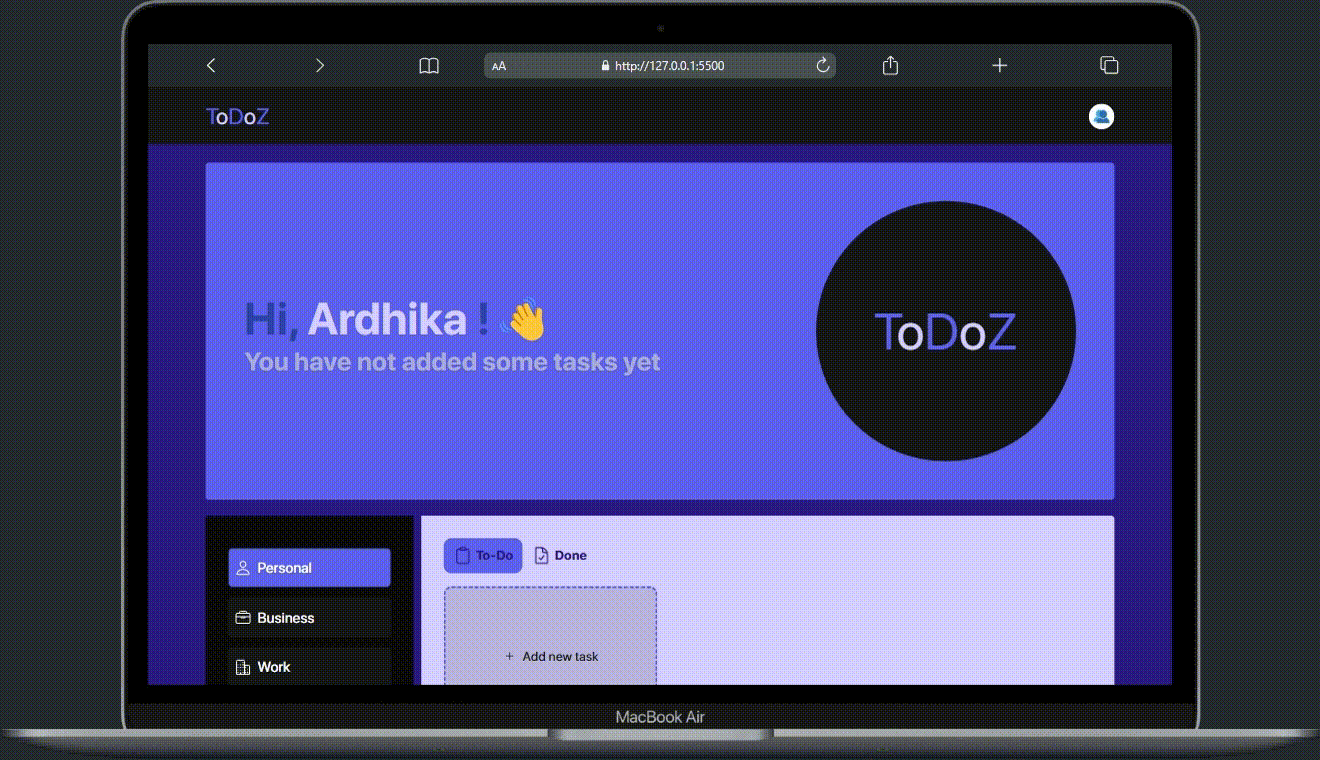 AA http://127.0.0.1:5500
ToDoZ
Hi, Ardhika ! 👋
You have not added some tasks yet
ToDoZ
Personal
Business
Work
To-Do Done
+ Add new task
MacBook Air